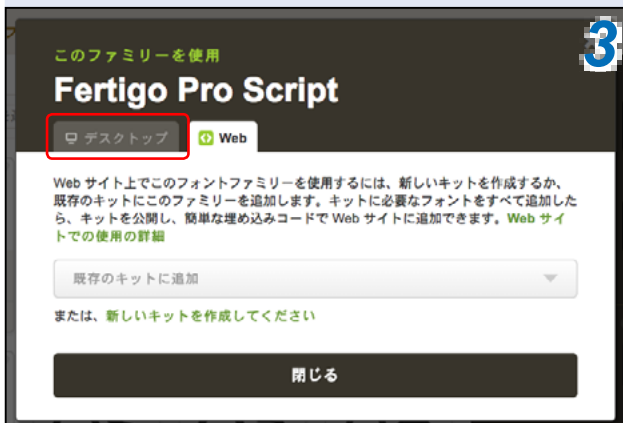 3
このファミリーを使用
Fertigo Pro Script
デスクトップ
Web
Web サイト上でこのフォントファミリーを使用するには、新しいキットを作成するか、
既存のキットにこのファミリーを追加します。キットに必要なフォントをすべて追加した
ら、キットを公開し、簡単な埋め込みコードで Web サイトに追加できます。Web サイ
トでの使用の詳細
既存のキットに追加
または、新しいキットを作成してください
閉じる